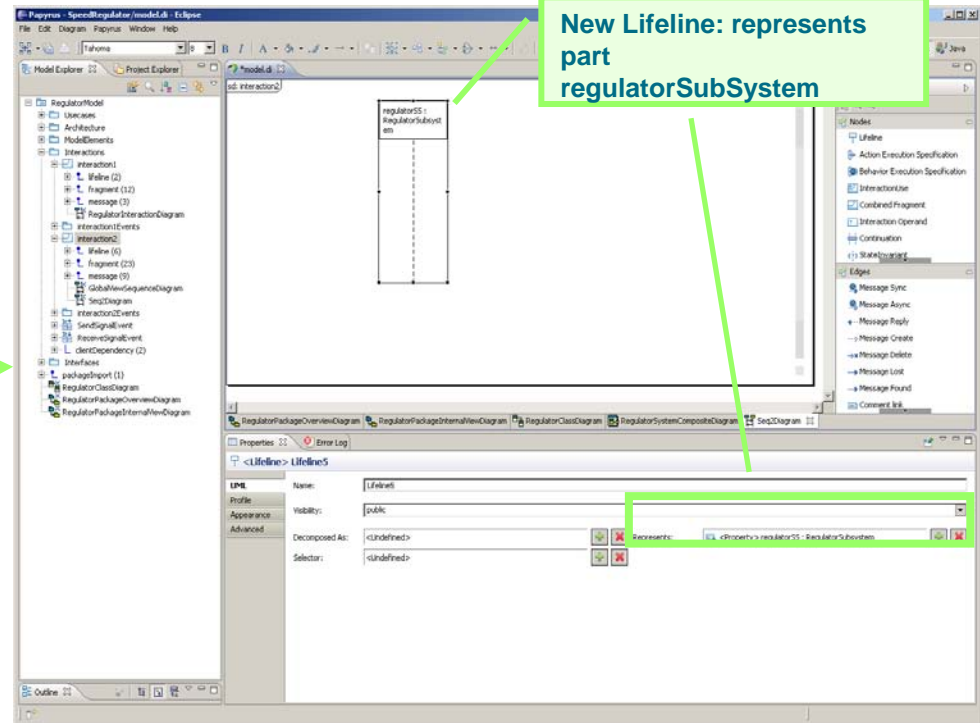 Papyrus - SpeedRegulator/model.di - Eclipse
File Edit Diagram Papyrus Window Help
Tahoma
8
B I A
Java
New Lifeline: represents
part
regulatorSubSystem
Model Explorer
Project Explorer
RegulatorModel
Usecases
Architecture
ModelElements
Interactions
interaction1
lifeline (2)
fragment (12)
message (3)
RegulatorInteractionDiagram
interaction1Events
interaction2
lifeline (6)
fragment (23)
message (9)
GlobalViewSequenceDiagram
Seq2Diagram
interaction2Events
SendSignalEvent
ReceiveSignalEvent
clientDependency (2)
Interfaces
packageImport (1)
RegulatorClassDiagram
RegulatorPackageOverviewDiagram
RegulatorPackageInternalViewDiagram
Outline
*model.di
sd: interaction2
regulatorSS :
RegulatorSubsyst
em
Nodes
Lifeline
Action Execution Specification
Behavior Execution Specification
InteractionUse
Combined Fragment
Interaction Operand
Continuation
StateInvariant
Edges
Message Sync
Message Async
Message Reply
Message Create
Message Delete
Message Lost
Message Found
Comment link
RegulatorPackageOverviewDiagram
RegulatorPackageInternalViewDiagram
RegulatorClassDiagram
RegulatorSystemCompositeDiagram
Seq2Diagram
Properties
Error Log
<Lifeline> Lifeline5
UML
Profile
Appearance
Advanced
Name: Lifeline5
Visibility: public
Decomposed As: <Undefined>
Represents: <Property> regulatorSS : RegulatorSubsystem
Selector: <Undefined>